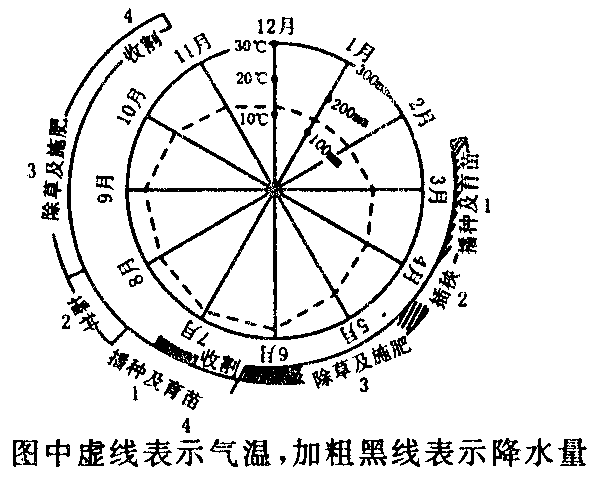 4
收割
11月
12月
1月
30℃
20℃
10℃
300mm
200mm
100mm
2月
10月
3
除草及施肥
9月
3月
播种及育苗
1
8月
4月
插秧
2
2
插秧
7月
6月
5月
收割
播种及育苗
1
4
除草及施肥
3
图中虚线表示气温,加粗黑线表示降水量